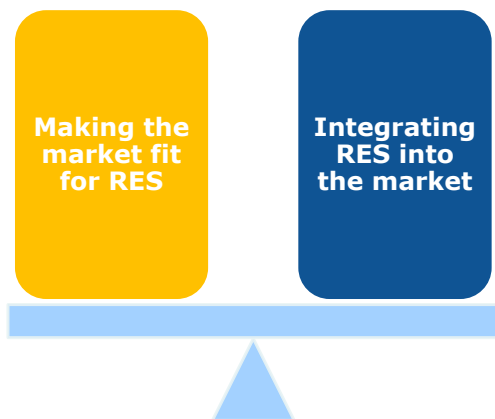 Making the
market fit
for RES
Integrating
RES into
the market